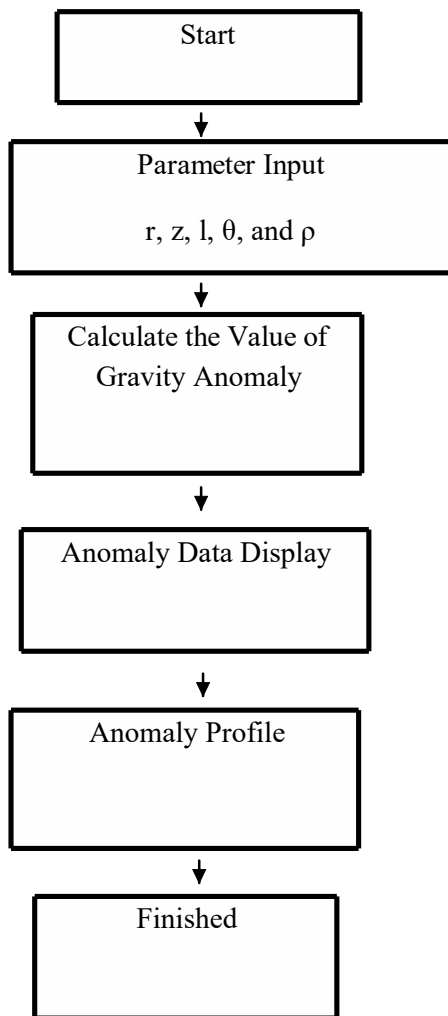 Start
Parameter Input
r, z, l, θ, and ρ
Calculate the Value of
Gravity Anomaly
Anomaly Data Display
Anomaly Profile
Finished